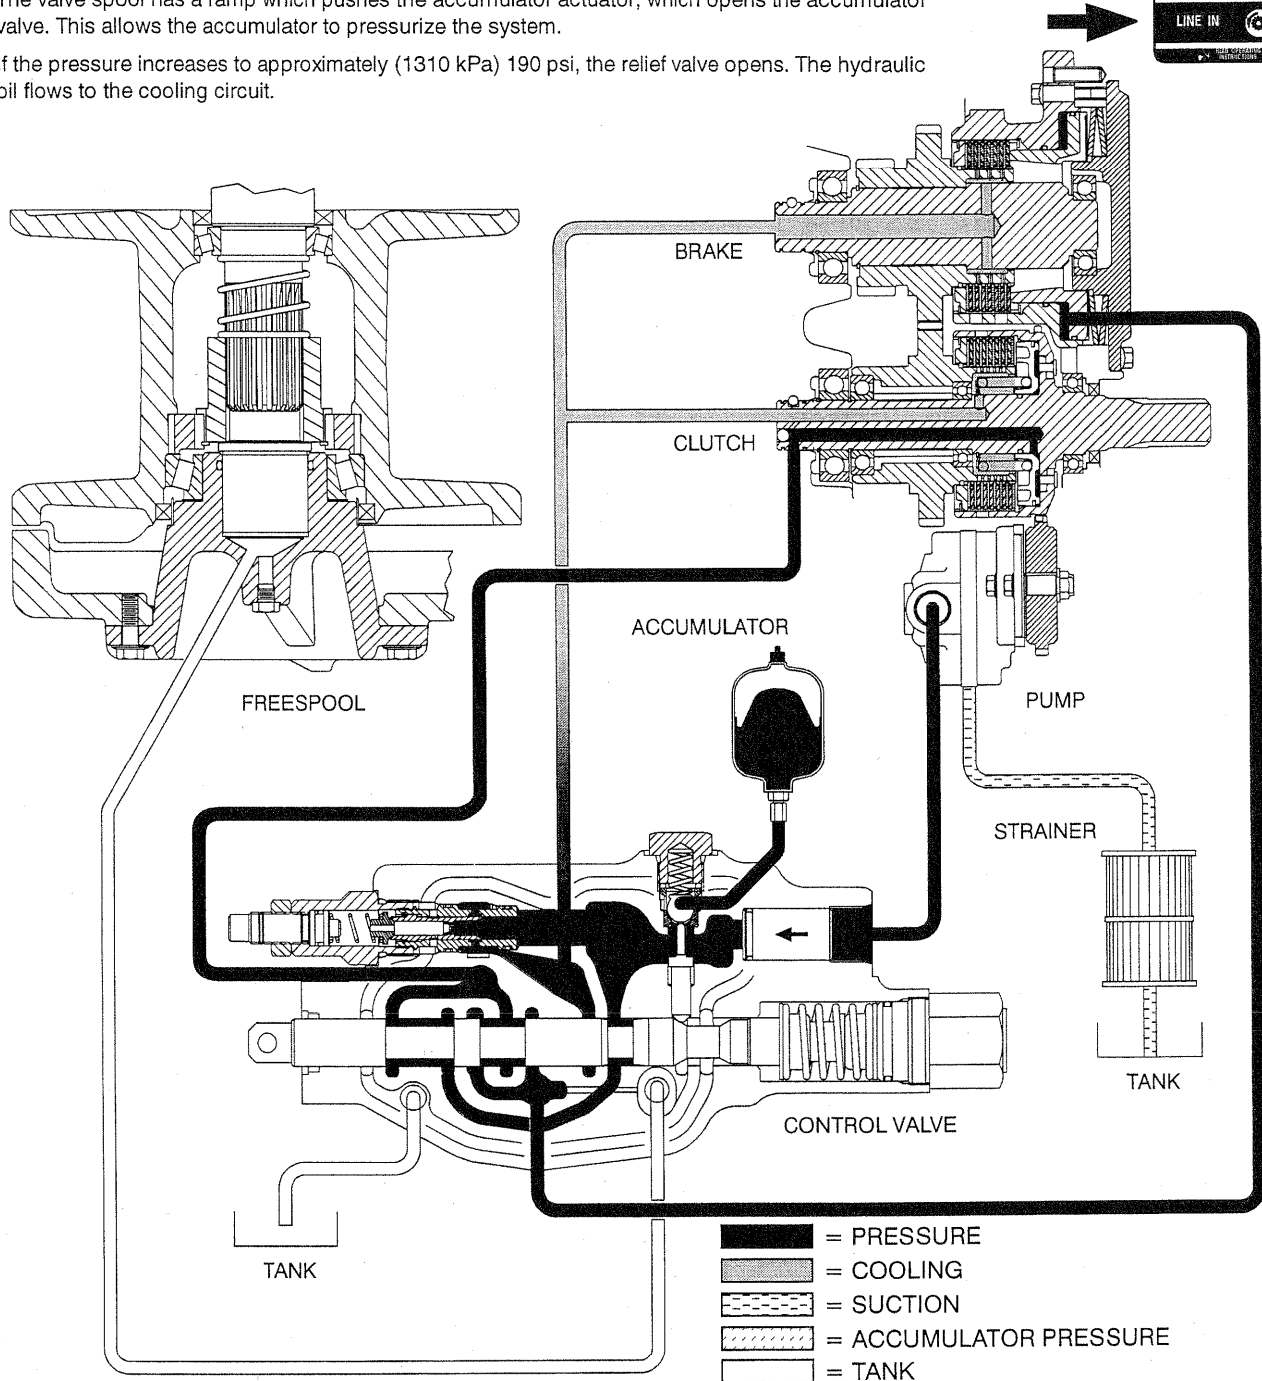 The valve spool has a ramp which pushes the accumulator actuator, which opens the accumulator
valve. This allows the accumulator to pressurize the system.
f the pressure increases to approximately (1310 kPa) 190 psi, the relief valve opens. The hydraulic
oil flows to the cooling circuit.
LINE IN
READ OPERATING
INSTRUCTIONS
BRAKE
CLUTCH
ACCUMULATOR
FREESPOOL
PUMP
STRAINER
TANK
CONTROL VALVE
TANK
= PRESSURE
= COOLING
= SUCTION
= ACCUMULATOR PRESSURE
= TANK